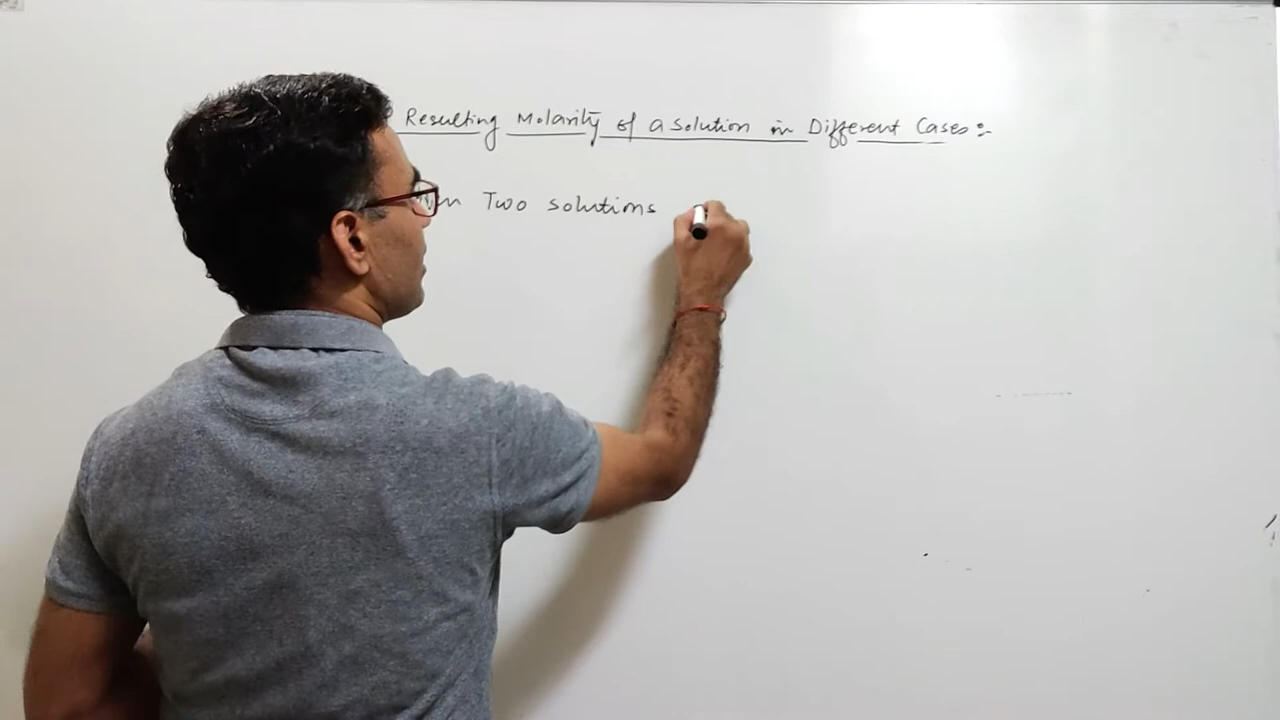 Resulting Molarity of a solution in Different Cases:-
Two solutions